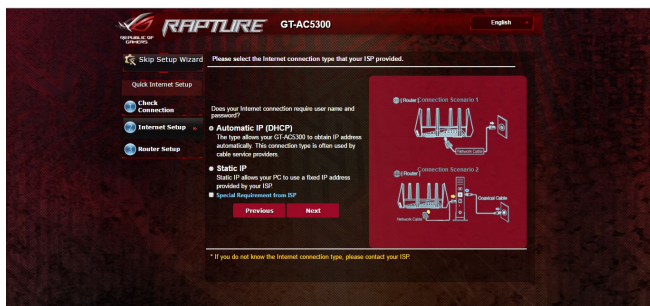 REPUBLIC OF
GAMERS
RAPTURE GT-AC5300
English
Skip Setup Wizard
Please select the Internet connection type that your ISP provided.
Quick Internet Setup
Check
Connection
Internet Setup
Router Setup
Does your Internet connection require user name and
password?
Automatic IP (DHCP)
The type allows your GT-AC5300 to obtain IP address
automatically. This connection type is often used by
cable service providers.
Static IP
Static IP allows your PC to use a fixed IP address
provided by your ISP.
Special Requirement from ISP
Previous
Next
[Router] Connection Scenario 1
Network Cable
[Router] Connection Scenario 2
Coaxial Cable
Network Cable
* If you do not know the Internet connection type, please contact your ISP.